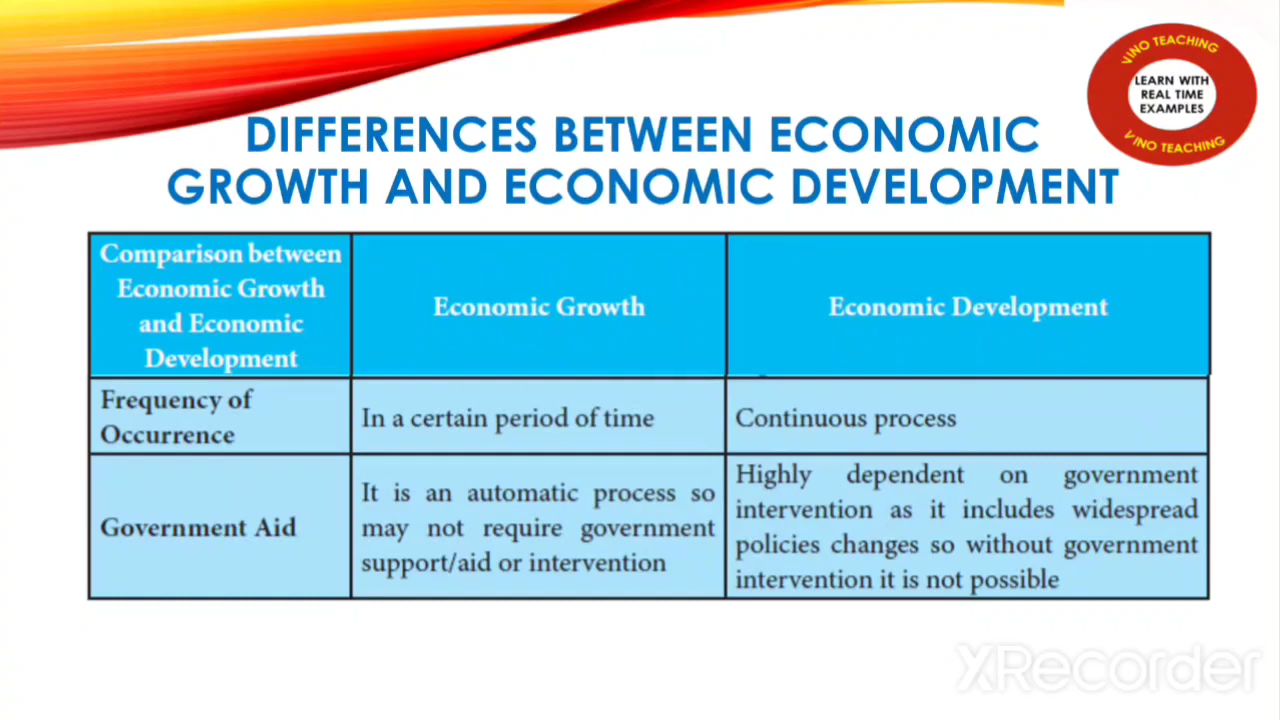 VINO TEACHING
LEARN WITH
REAL TIME
EXAMPLES
VINO TEACHING
DIFFERENCES BETWEEN ECONOMIC
GROWTH AND ECONOMIC DEVELOPMENT
Comparison between
Economic Growth
and Economic
Development
Economic Growth
Economic Development
Frequency of
Occurrence
In a certain period of time
Continuous process
Government Aid
It is an automatic process so
may not require government
support/aid or intervention
Highly dependent on government
intervention as it includes widespread
policies changes so without government
intervention it is not possible
XRecorder